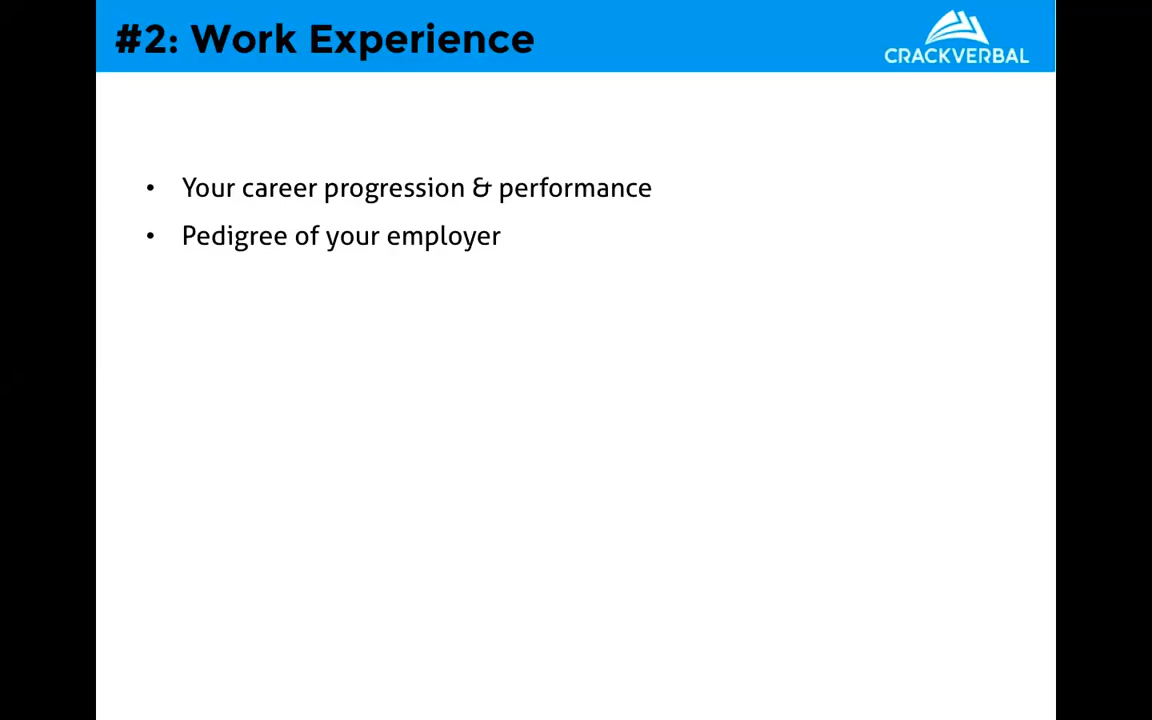 #2: Work Experience
CRACKVERBAL
• Your career progression & performance
• Pedigree of your employer